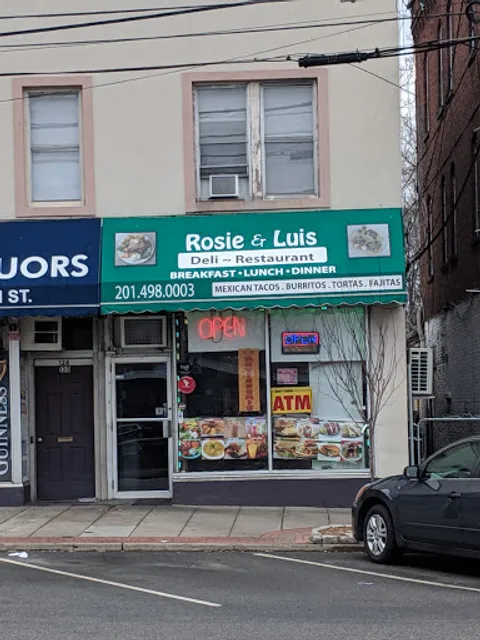 UORS
ST.
Rosie & Luis
Deli ~ Restaurant
BREAKFAST • LUNCH • DINNER
201.498.0003
MEXICAN TACOS . BURRITOS . TORTAS . FAJITAS
OPEN
OPEN
ATM
GUINNESS